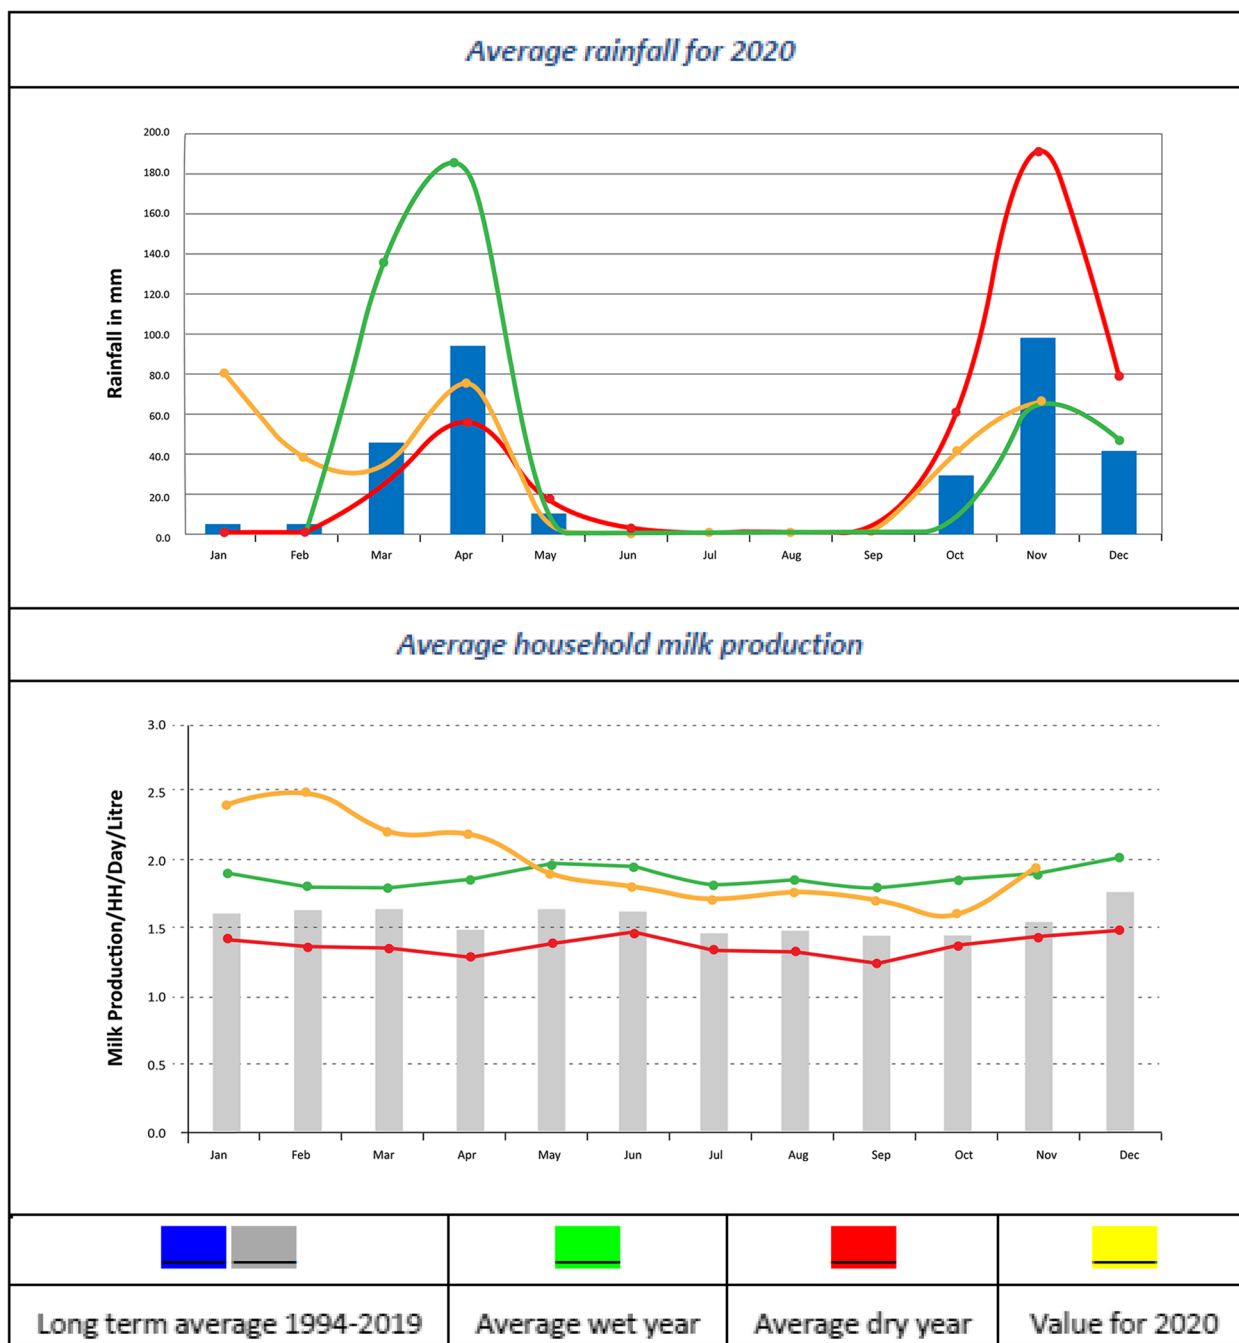 Average rainfall for 2020
Rainfall in mm
200.0
180.0
160.0
140.0
120.0
100.0
80.0
60.0
40.0
20.0
0.0
Jan Feb Mar Apr May Jun Jul Aug Sep Oct Nov Dec
Average household milk production
Milk Production/HH/Day/Litre
3.0
2.5
2.0
1.5
1.0
0.5
0.0
Jan Feb Mar Apr May Jun Jul Aug Sep Oct Nov Dec
Long term average 1994-2019 Average wet year Average dry year Value for 2020